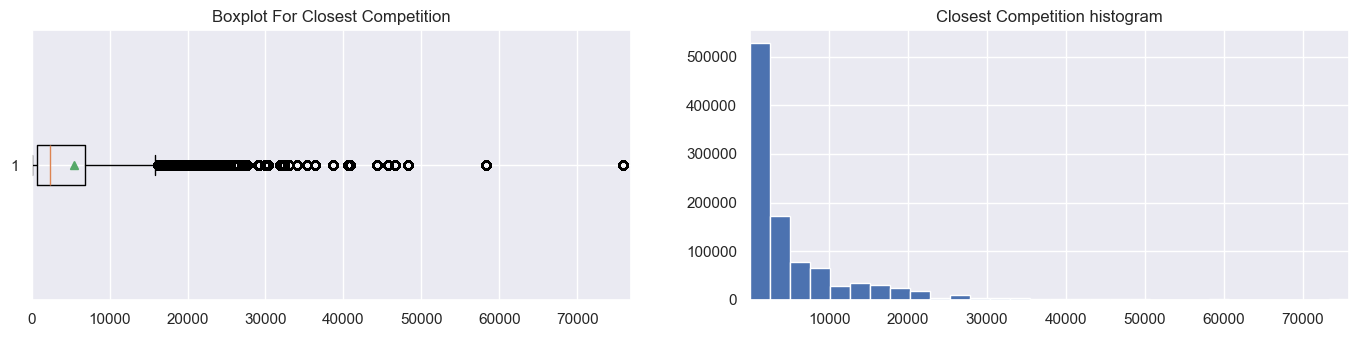 Boxplot For Closest Competition
1
0 10000 20000 30000 40000 50000 60000 70000
Closest Competition histogram
500000
400000
300000
200000
100000
0
10000 20000 30000 40000 50000 60000 70000